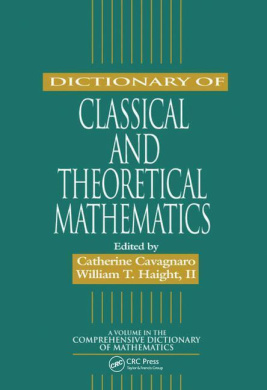 DICTIONARY OF
CLASSICAL
AND
THEORETICAL
MATHEMATICS
Edited by
Catherine Cavagnaro
William T. Haight, II
A VOLUME IN THE
COMPREHENSIVE DICTIONARY
OF MATHEMATICS
CRC Press
Taylor & Francis Group